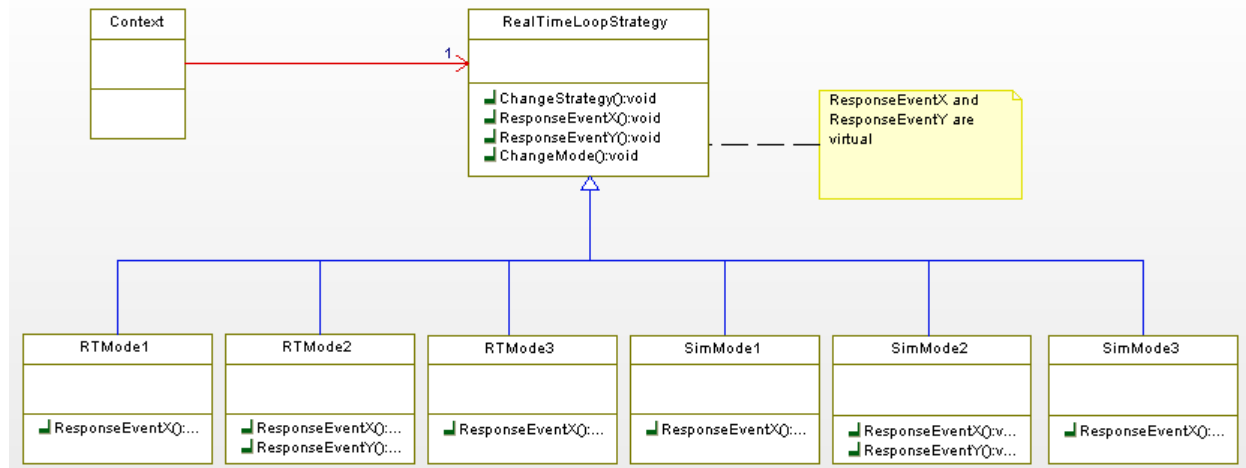 Context
RealTimeLoopStrategy
1
ChangeStrategy():void
ResponseEventX():void
ResponseEventY():void
ChangeMode():void
ResponseEventX and
ResponseEventY are
virtual
RTMode1
RTMode2
RTMode3
SimMode1
SimMode2
SimMode3
ResponseEventX():...
ResponseEventX():...
ResponseEventY():...
ResponseEventX():...
ResponseEventX():...
ResponseEventX():v...
ResponseEventY():v...
ResponseEventX():...